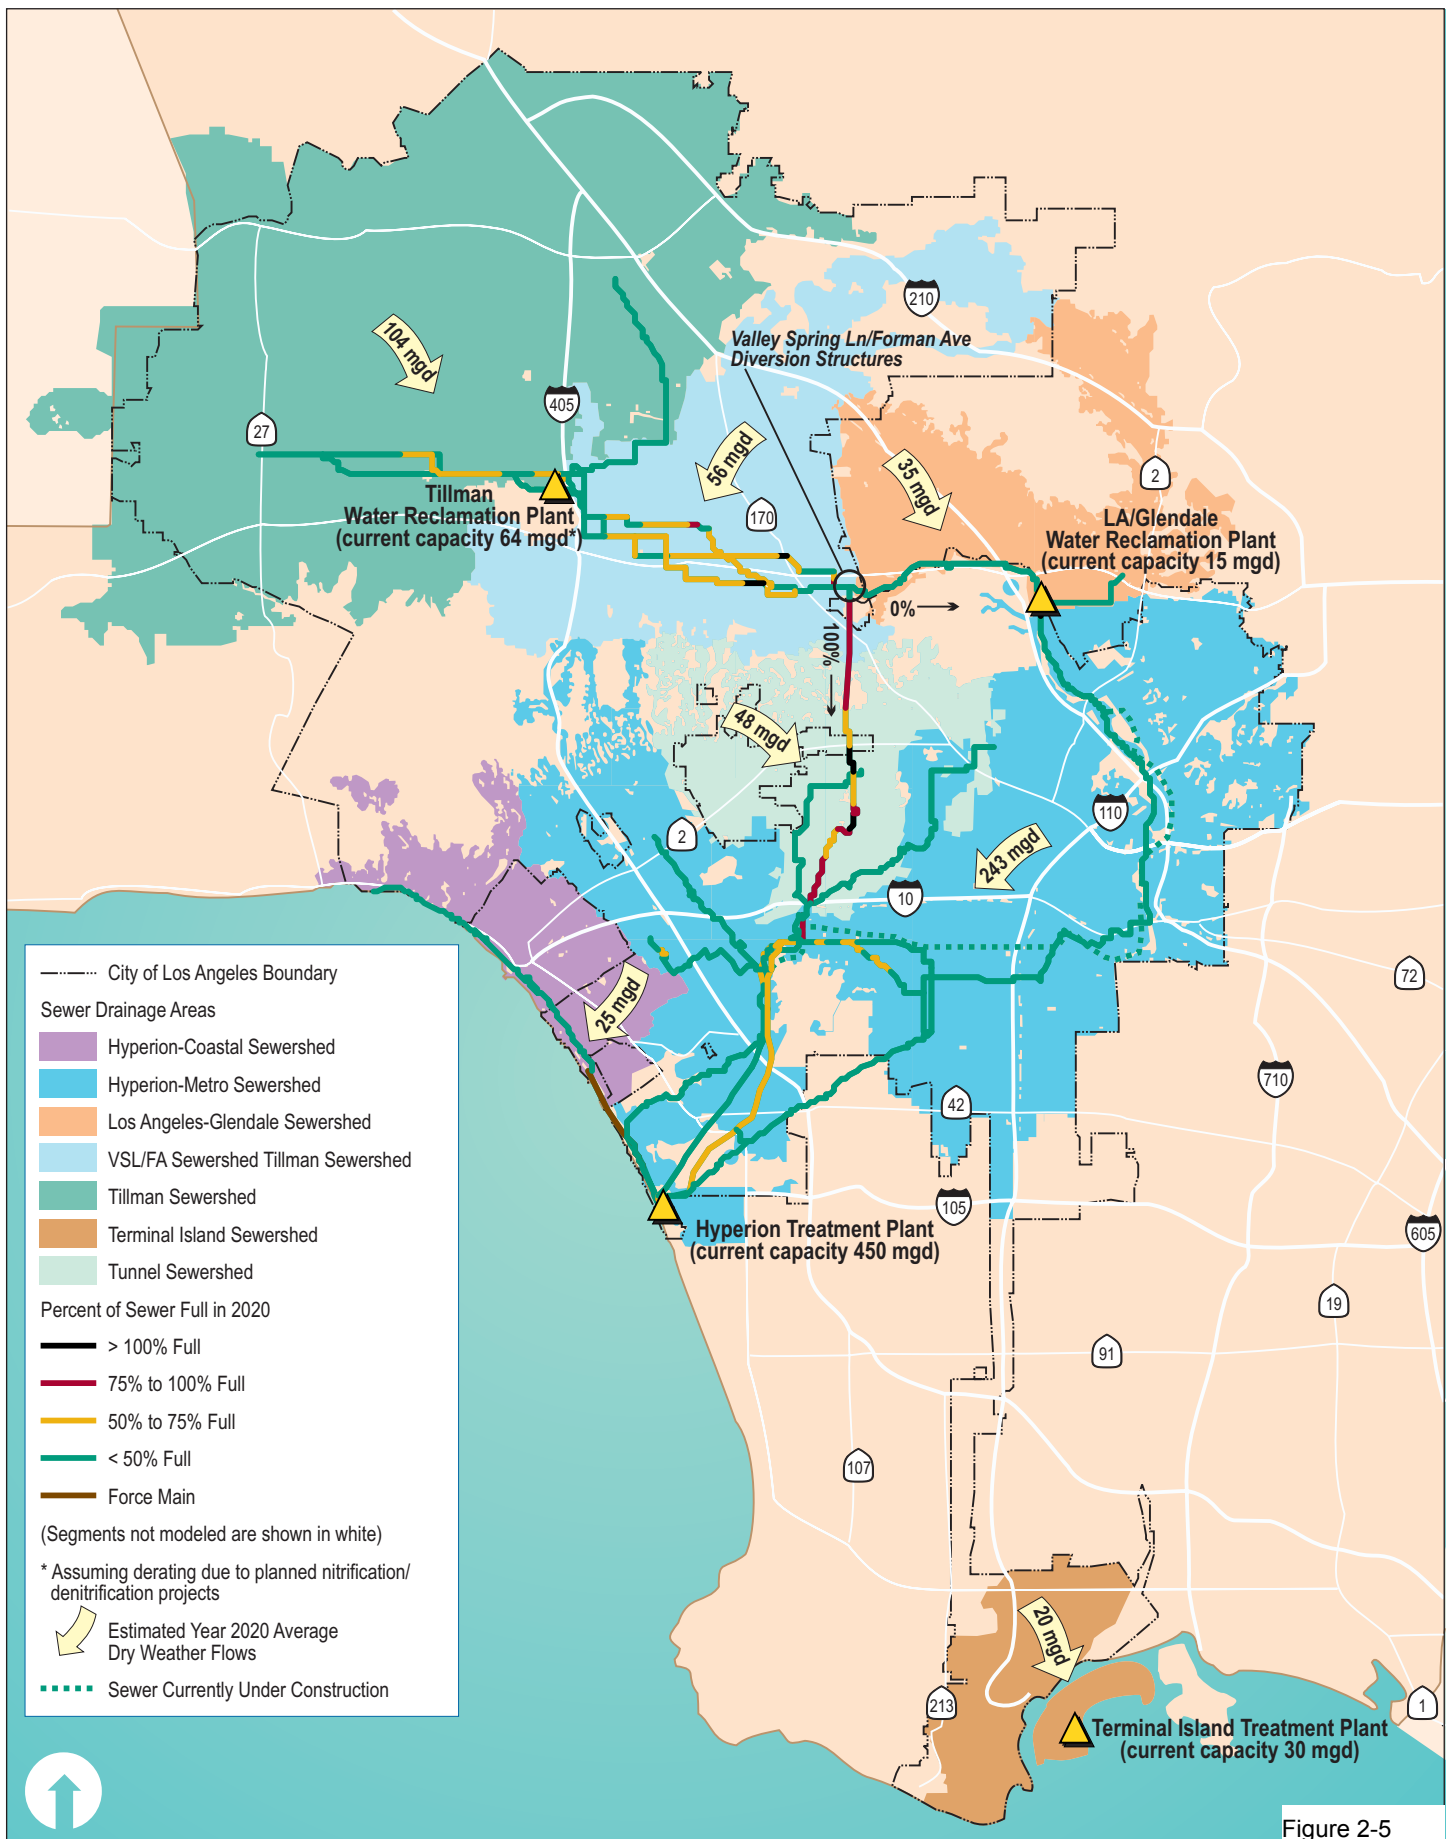 210
Valley Spring Ln/Forman Ave
Diversion Structures
104 mgd
405
27
56 mgd
35 mgd
2
170
Tillman
Water Reclamation Plant
(current capacity 64 mgd*)
LA/Glendale
Water Reclamation Plant
(current capacity 15 mgd)
0%
100%
48 mgd
2
110
243 mgd
10
72
25 mgd
710
42
105
605
Hyperion Treatment Plant
(current capacity 450 mgd)
19
91
107
20 mgd
213
1
Terminal Island Treatment Plant
(current capacity 30 mgd)
City of Los Angeles Boundary
Sewer Drainage Areas
Hyperion-Coastal Sewershed
Hyperion-Metro Sewershed
Los Angeles-Glendale Sewershed
VSL/FA Sewershed Tillman Sewershed
Tillman Sewershed
Terminal Island Sewershed
Tunnel Sewershed
Percent of Sewer Full in 2020
> 100% Full
75% to 100% Full
50% to 75% Full
< 50% Full
Force Main
(Segments not modeled are shown in white)
* Assuming derating due to planned nitrification/
denitrification projects
Estimated Year 2020 Average
Dry Weather Flows
Sewer Currently Under Construction
Figure 2-5